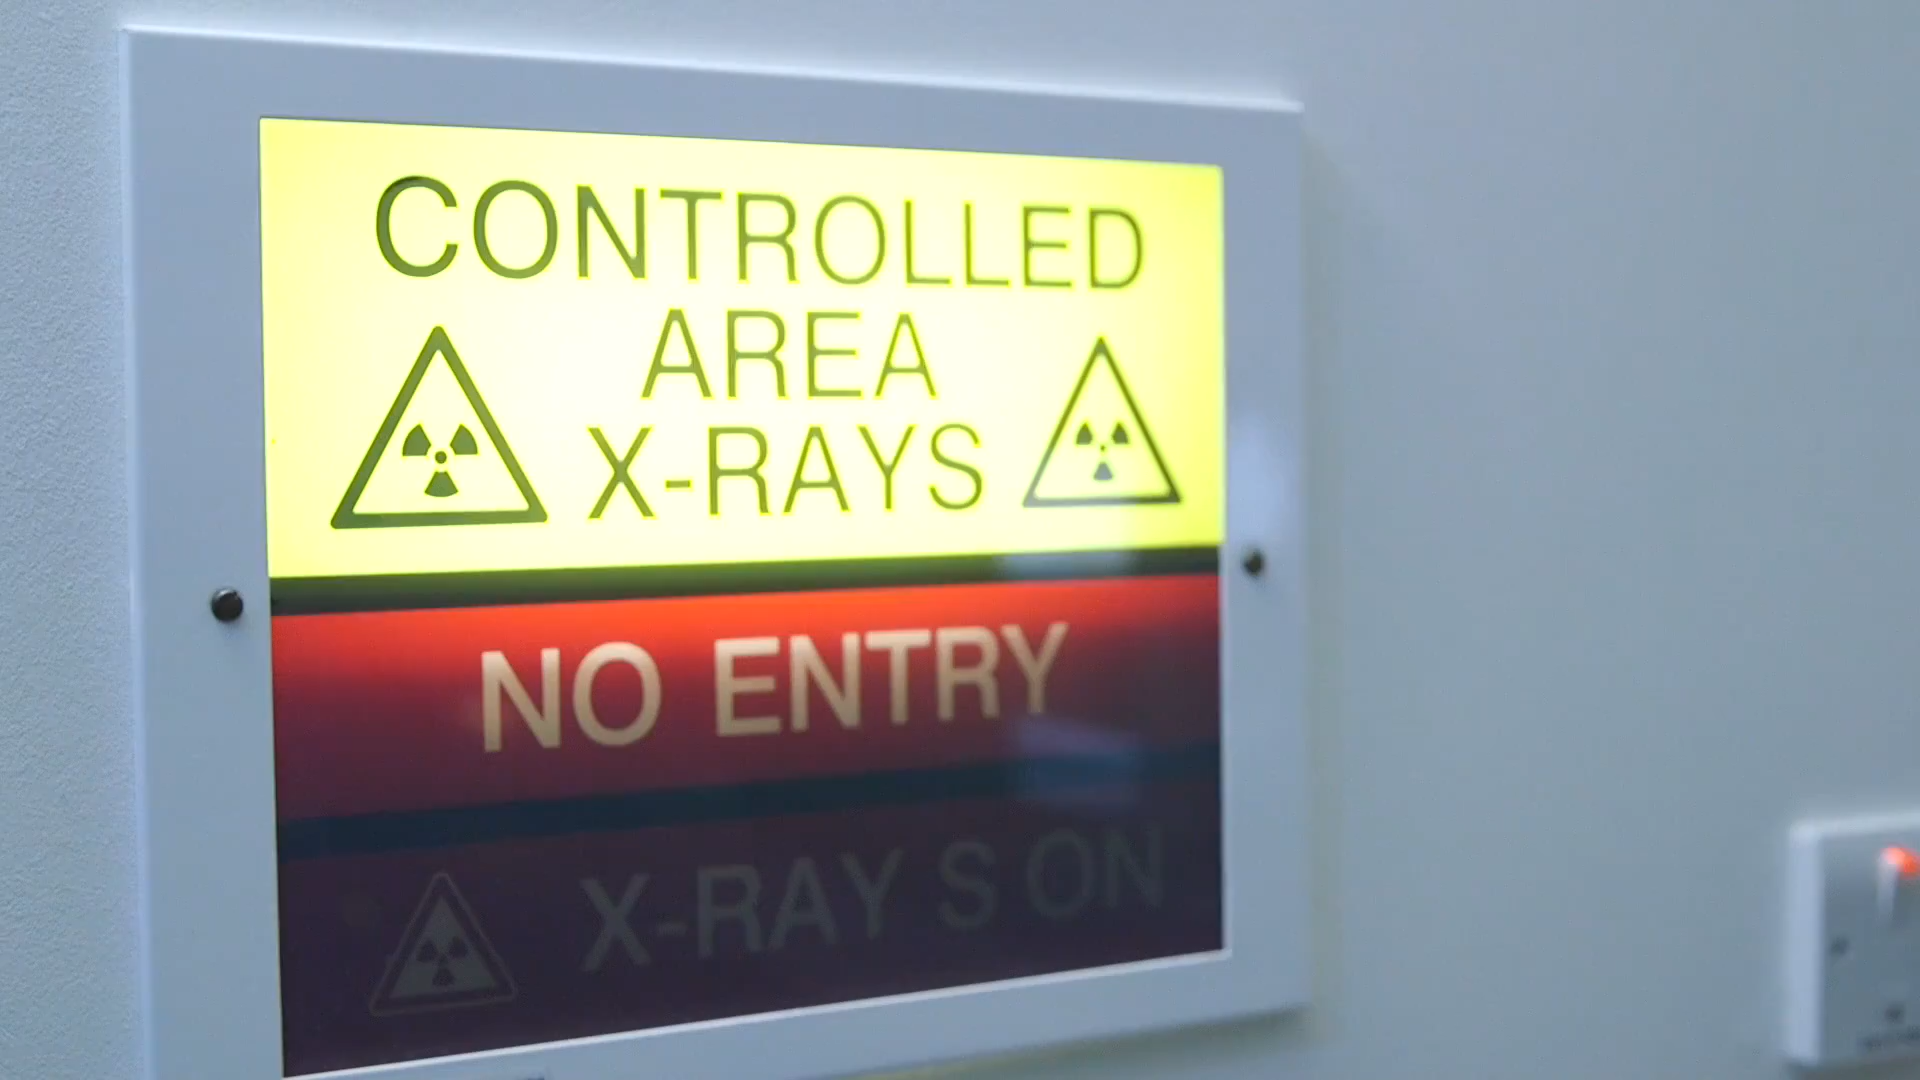 CONTROLLED
AREA
X-RAYS
NO ENTRY
X-RAY S ON